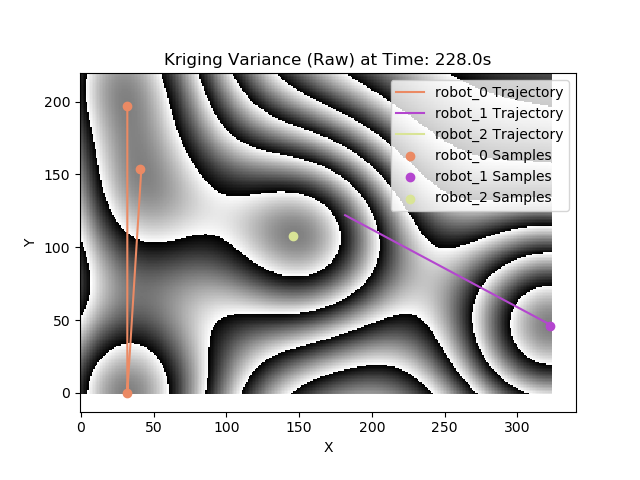 Kriging Variance (Raw) at Time: 228.0s
robot_0 Trajectory
robot_1 Trajectory
robot_2 Trajectory
robot_0 Samples
robot_1 Samples
robot_2 Samples
200
150
100
50
0
Y
0 50 100 150 200 250 300
X